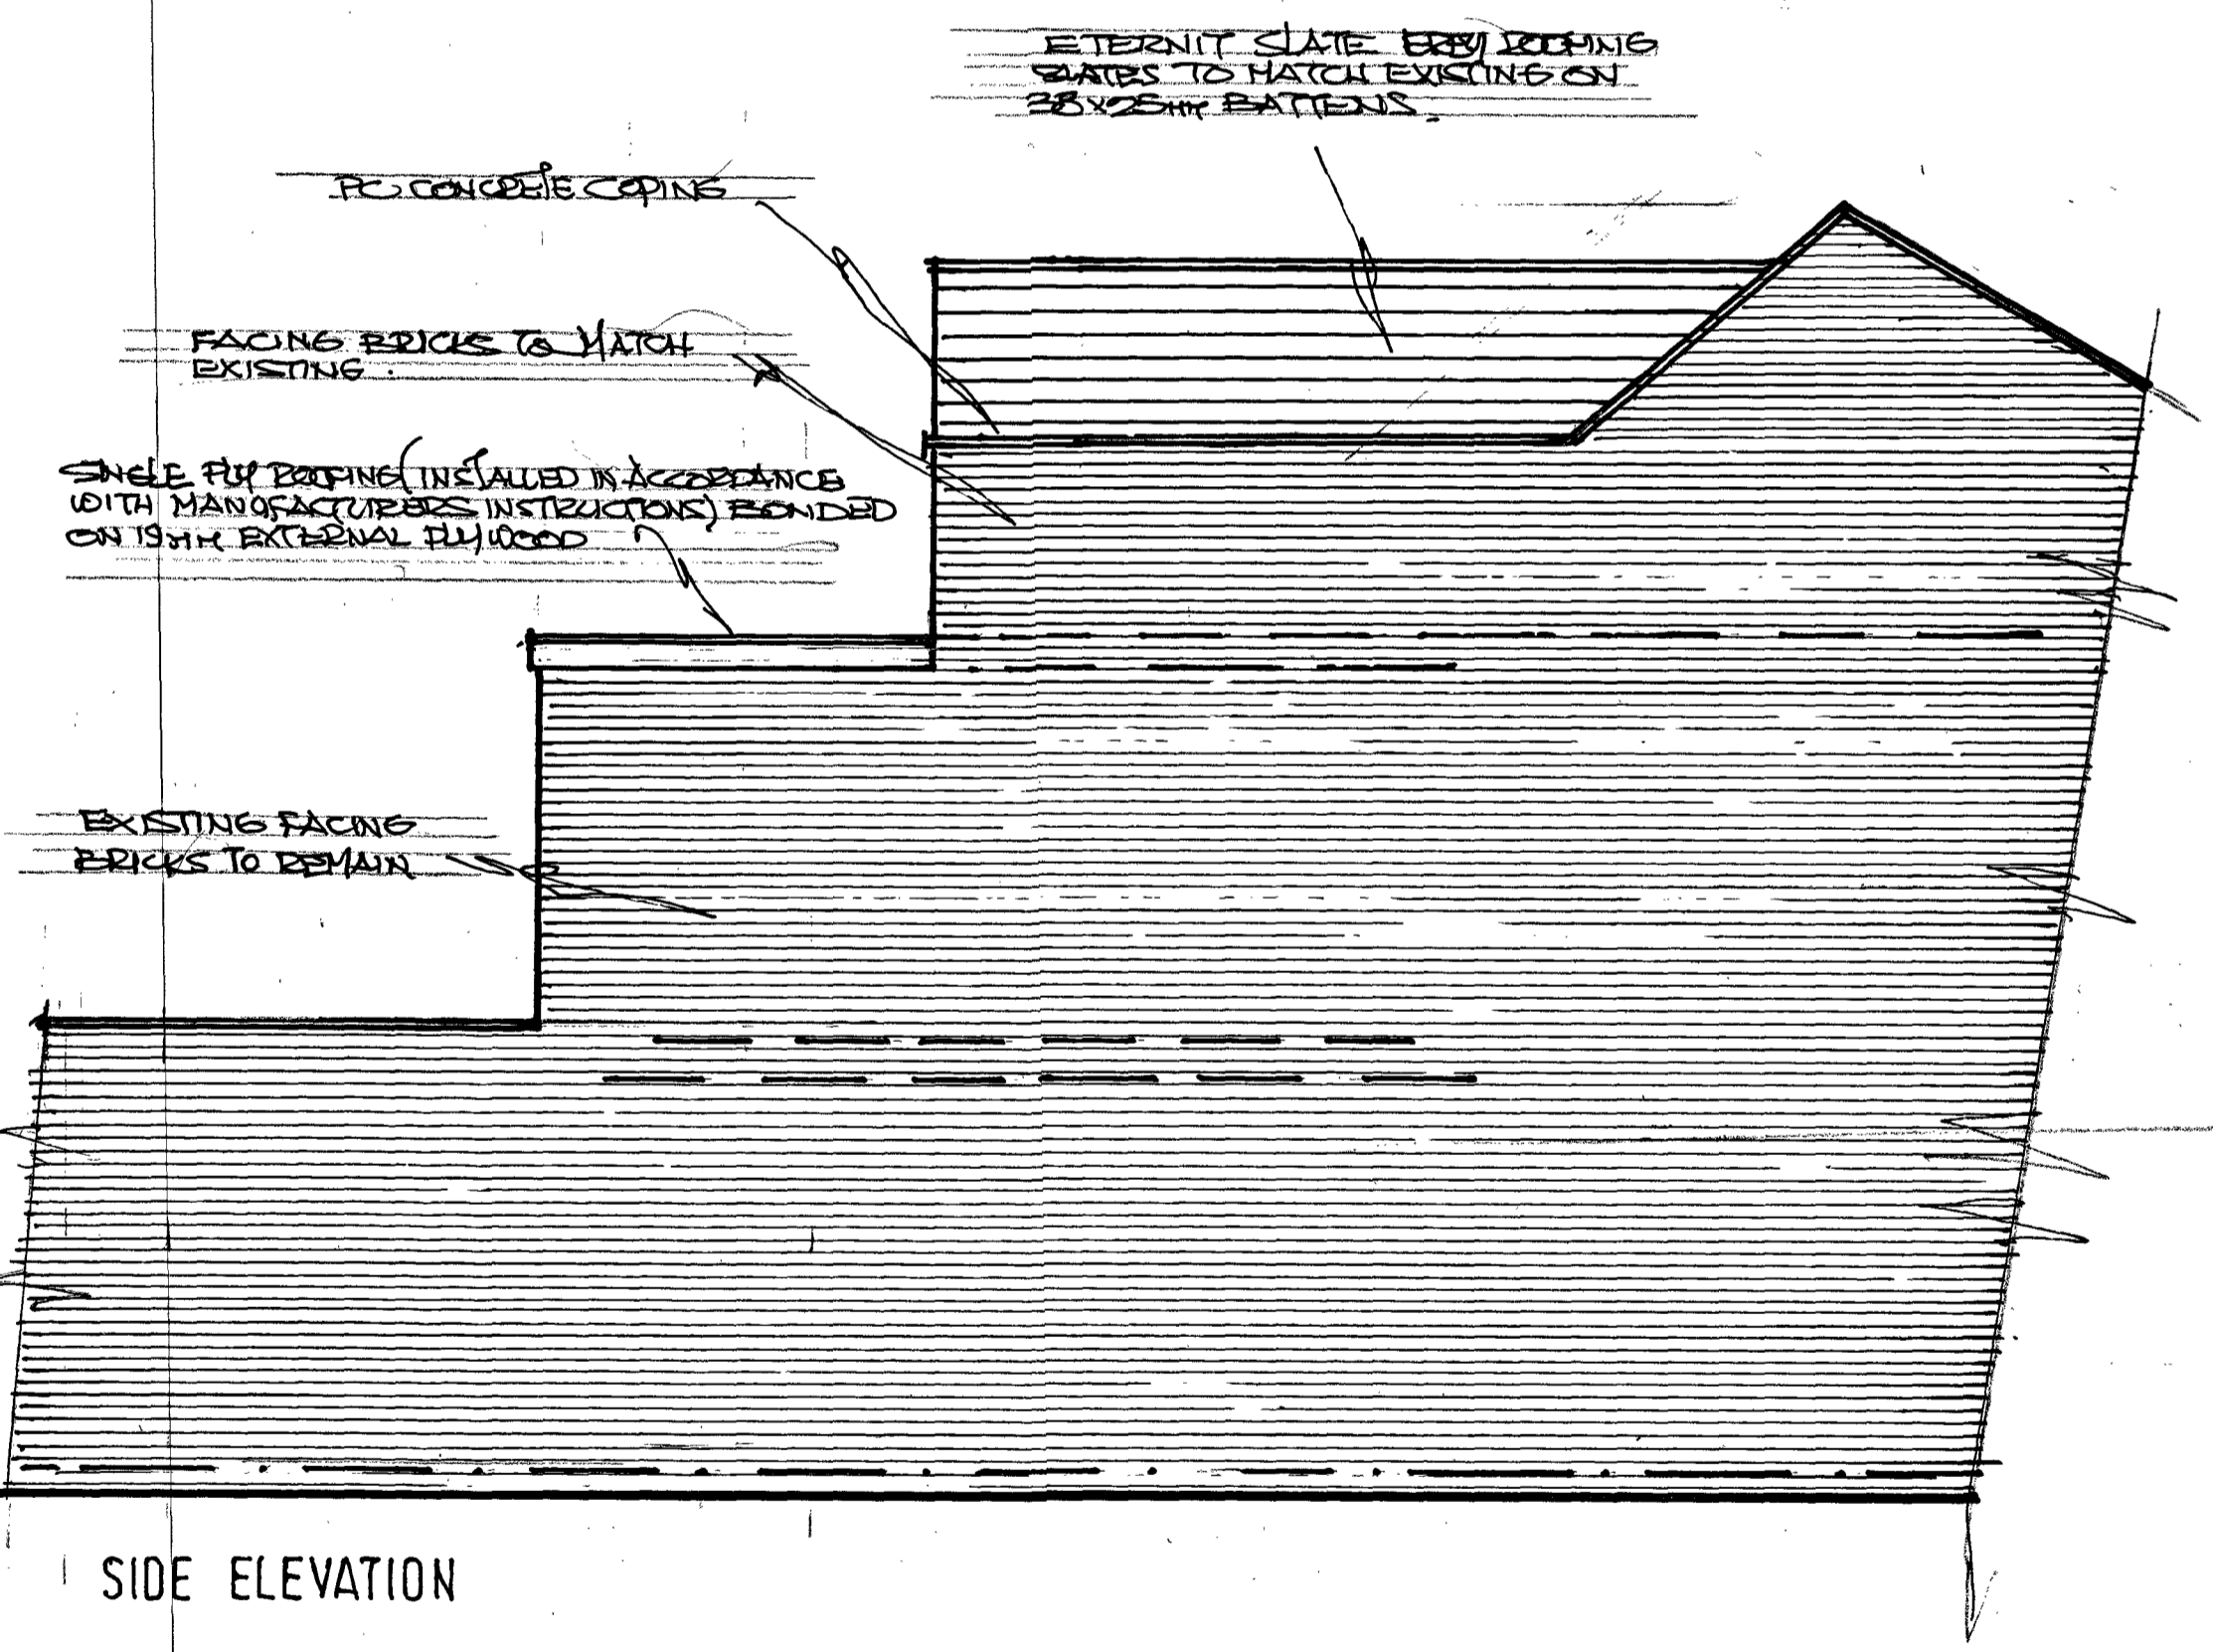 ETERNIT SLATE GREY ROOFING
SLATES TO MATCH EXISTING ON
38x25mm BATTENS.
PC CONCRETE COPING
FACING BRICKS TO MATCH
EXISTING.
SINGLE PLY ROOFING (INSTALLED IN ACCORDANCE
WITH MANUFACTURERS INSTRUCTIONS) BONDED
ON 19mm EXTERNAL PLYWOOD
EXISTING FACING
BRICKS TO REMAIN
SIDE ELEVATION